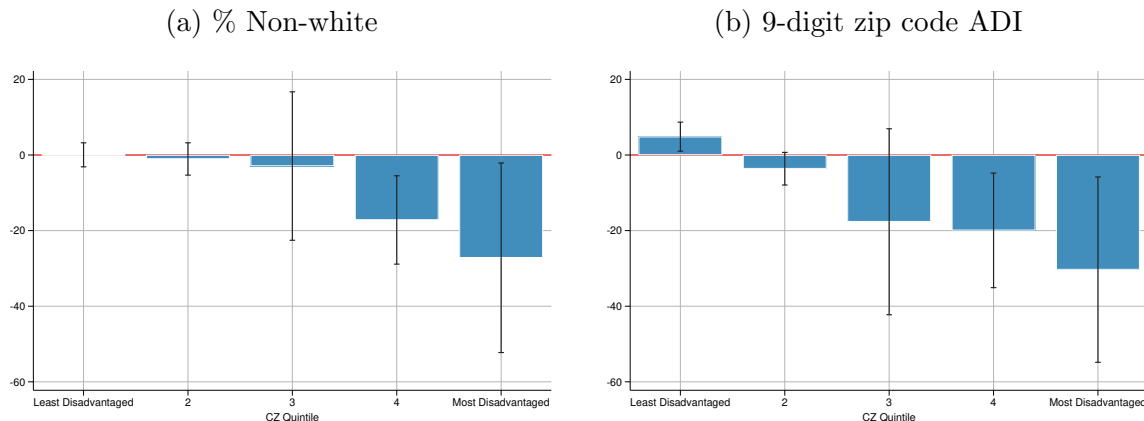 (a) % Non-white
20
0
-20
-40
-60
Least Disadvantaged
2
3
4
Most Disadvantaged
CZ Quintile
(b) 9-digit zip code ADI
20
0
-20
-40
-60
Least Disadvantaged
2
3
4
Most Disadvantaged
CZ Quintile